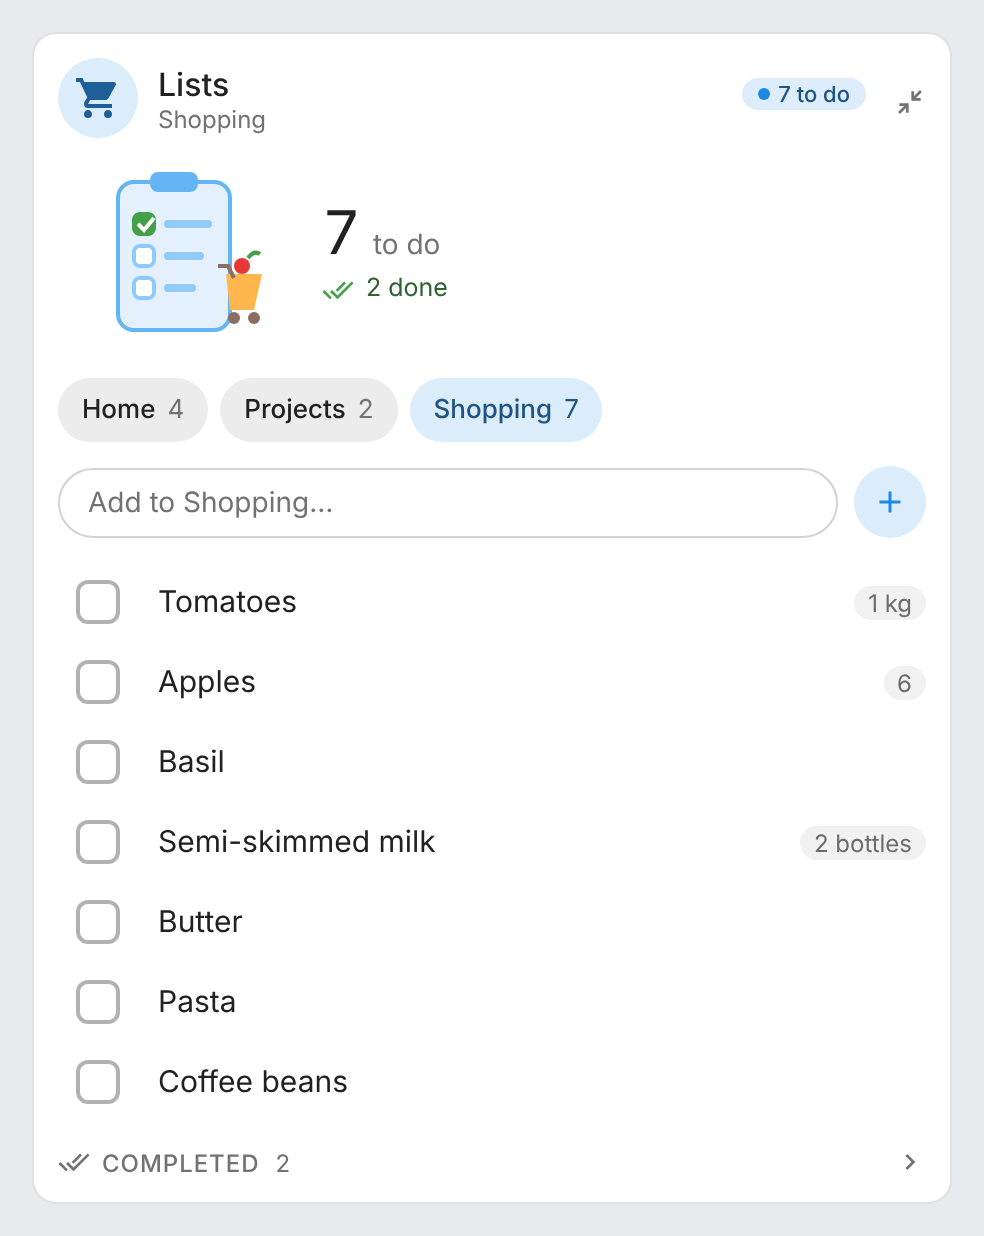 Lists
Shopping
7 to do
7 to do
2 done
Home 4
Projects 2
Shopping 7
Add to Shopping...
Tomatoes
1 kg
Apples
6
Basil
Semi-skimmed milk
2 bottles
Butter
Pasta
Coffee beans
COMPLETED 2